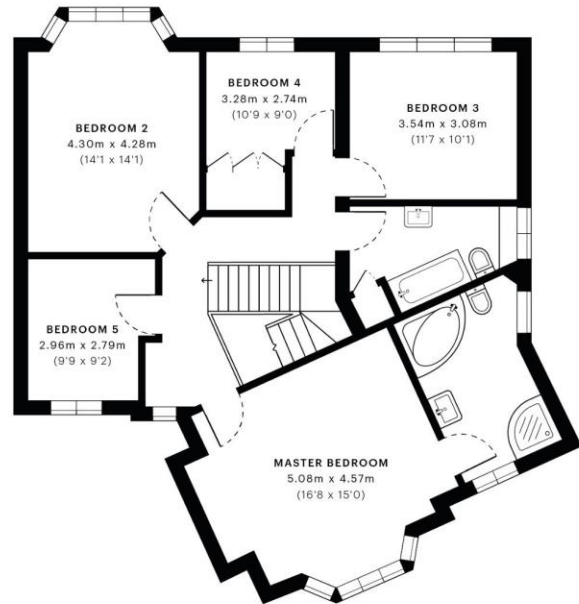 BEDROOM 4
3.28m x 2.74m
(10'9 x 9'0)
BEDROOM 2
4.30m x 4.28m
(14'1 x 14'1)
BEDROOM 3
3.54m x 3.08m
(11'7 x 10'1)
BEDROOM 5
2.96m x 2.79m
(9'9 x 9'2)
MASTER BEDROOM
5.08m x 4.57m
(16'8 x 15'0)